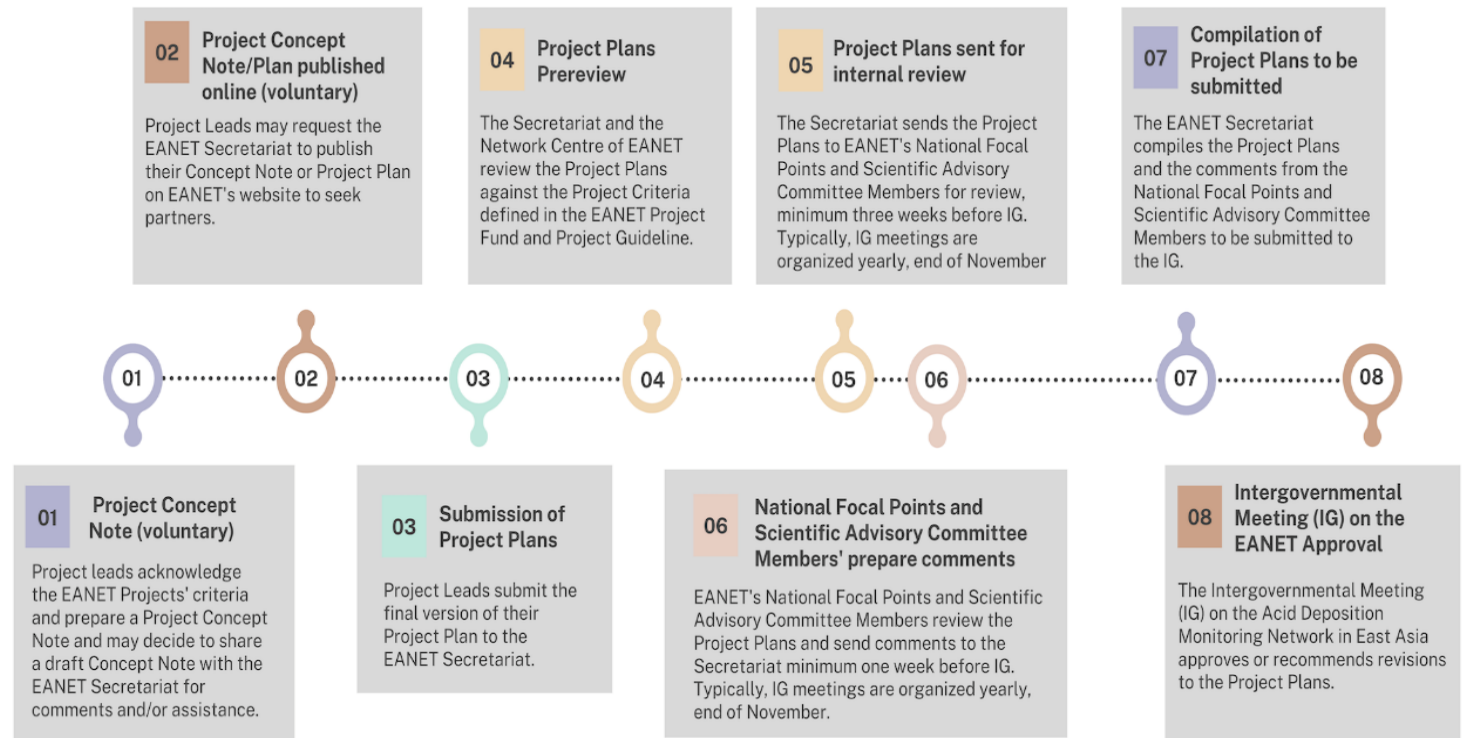 02
Project Concept
Note/Plan published
online (voluntary)
Project Leads may request the
EANET Secretariat to publish
their Concept Note or Project Plan
on EANET's website to seek
partners.
04
Project Plans
Prereview
The Secretariat and the
Network Centre of EANET
review the Project Plans
against the Project Criteria
defined in the EANET Project
Fund and Project Guideline.
05
Project Plans sent for
internal review
The Secretariat sends the Project
Plans to EANET's National Focal
Points and Scientific Advisory
Committee Members for review,
minimum three weeks before IG.
Typically, IG meetings are
organized yearly, end of November
07
Compilation of
Project Plans to be
submitted
The EANET Secretariat
compiles the Project Plans
and the comments from the
National Focal Points and
Scientific Advisory Committee
Members to be submitted to
the IG.
01
02
03
04
05
06
07
08
01
Project Concept
Note (voluntary)
Project leads acknowledge
the EANET Projects' criteria
and prepare a Project Concept
Note and may decide to share
a draft Concept Note with the
EANET Secretariat for
comments and/or assistance.
03
Submission of
Project Plans
Project Leads submit the
final version of their
Project Plan to the
EANET Secretariat.
06
National Focal Points and
Scientific Advisory Committee
Members' prepare comments
EANET's National Focal Points and Scientific
Advisory Committee Members review the
Project Plans and send comments to the
Secretariat minimum one week before IG.
Typically, IG meetings are organized yearly,
end of November.
08
Intergovernmental
Meeting (IG) on the
EANET Approval
The Intergovernmental Meeting
(IG) on the Acid Deposition
Monitoring Network in East Asia
approves or recommends revisions
to the Project Plans.